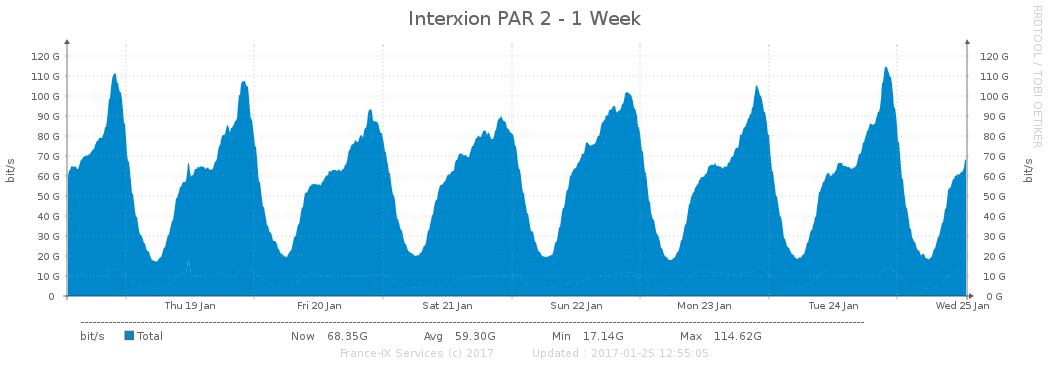 Interxion PAR 2 - 1 Week
RRDTOOL / TOBI OETIKER
120 G 120 G
110 G 110 G
100 G 100 G
90 G 90 G
80 G 80 G
70 G 70 G
60 G 60 G
50 G 50 G
40 G 40 G
30 G 30 G
20 G 20 G
10 G 10 G
0 0 G
bit/s
bit/s
Thu 19 Jan Fri 20 Jan Sat 21 Jan Sun 22 Jan Mon 23 Jan Tue 24 Jan Wed 25 Jan
bit/s Total Now 68.35G Avg 59.30G Min 17.14G Max 114.62G
France-IX Services (c) 2017 Updated : 2017-01-25 12:55:05